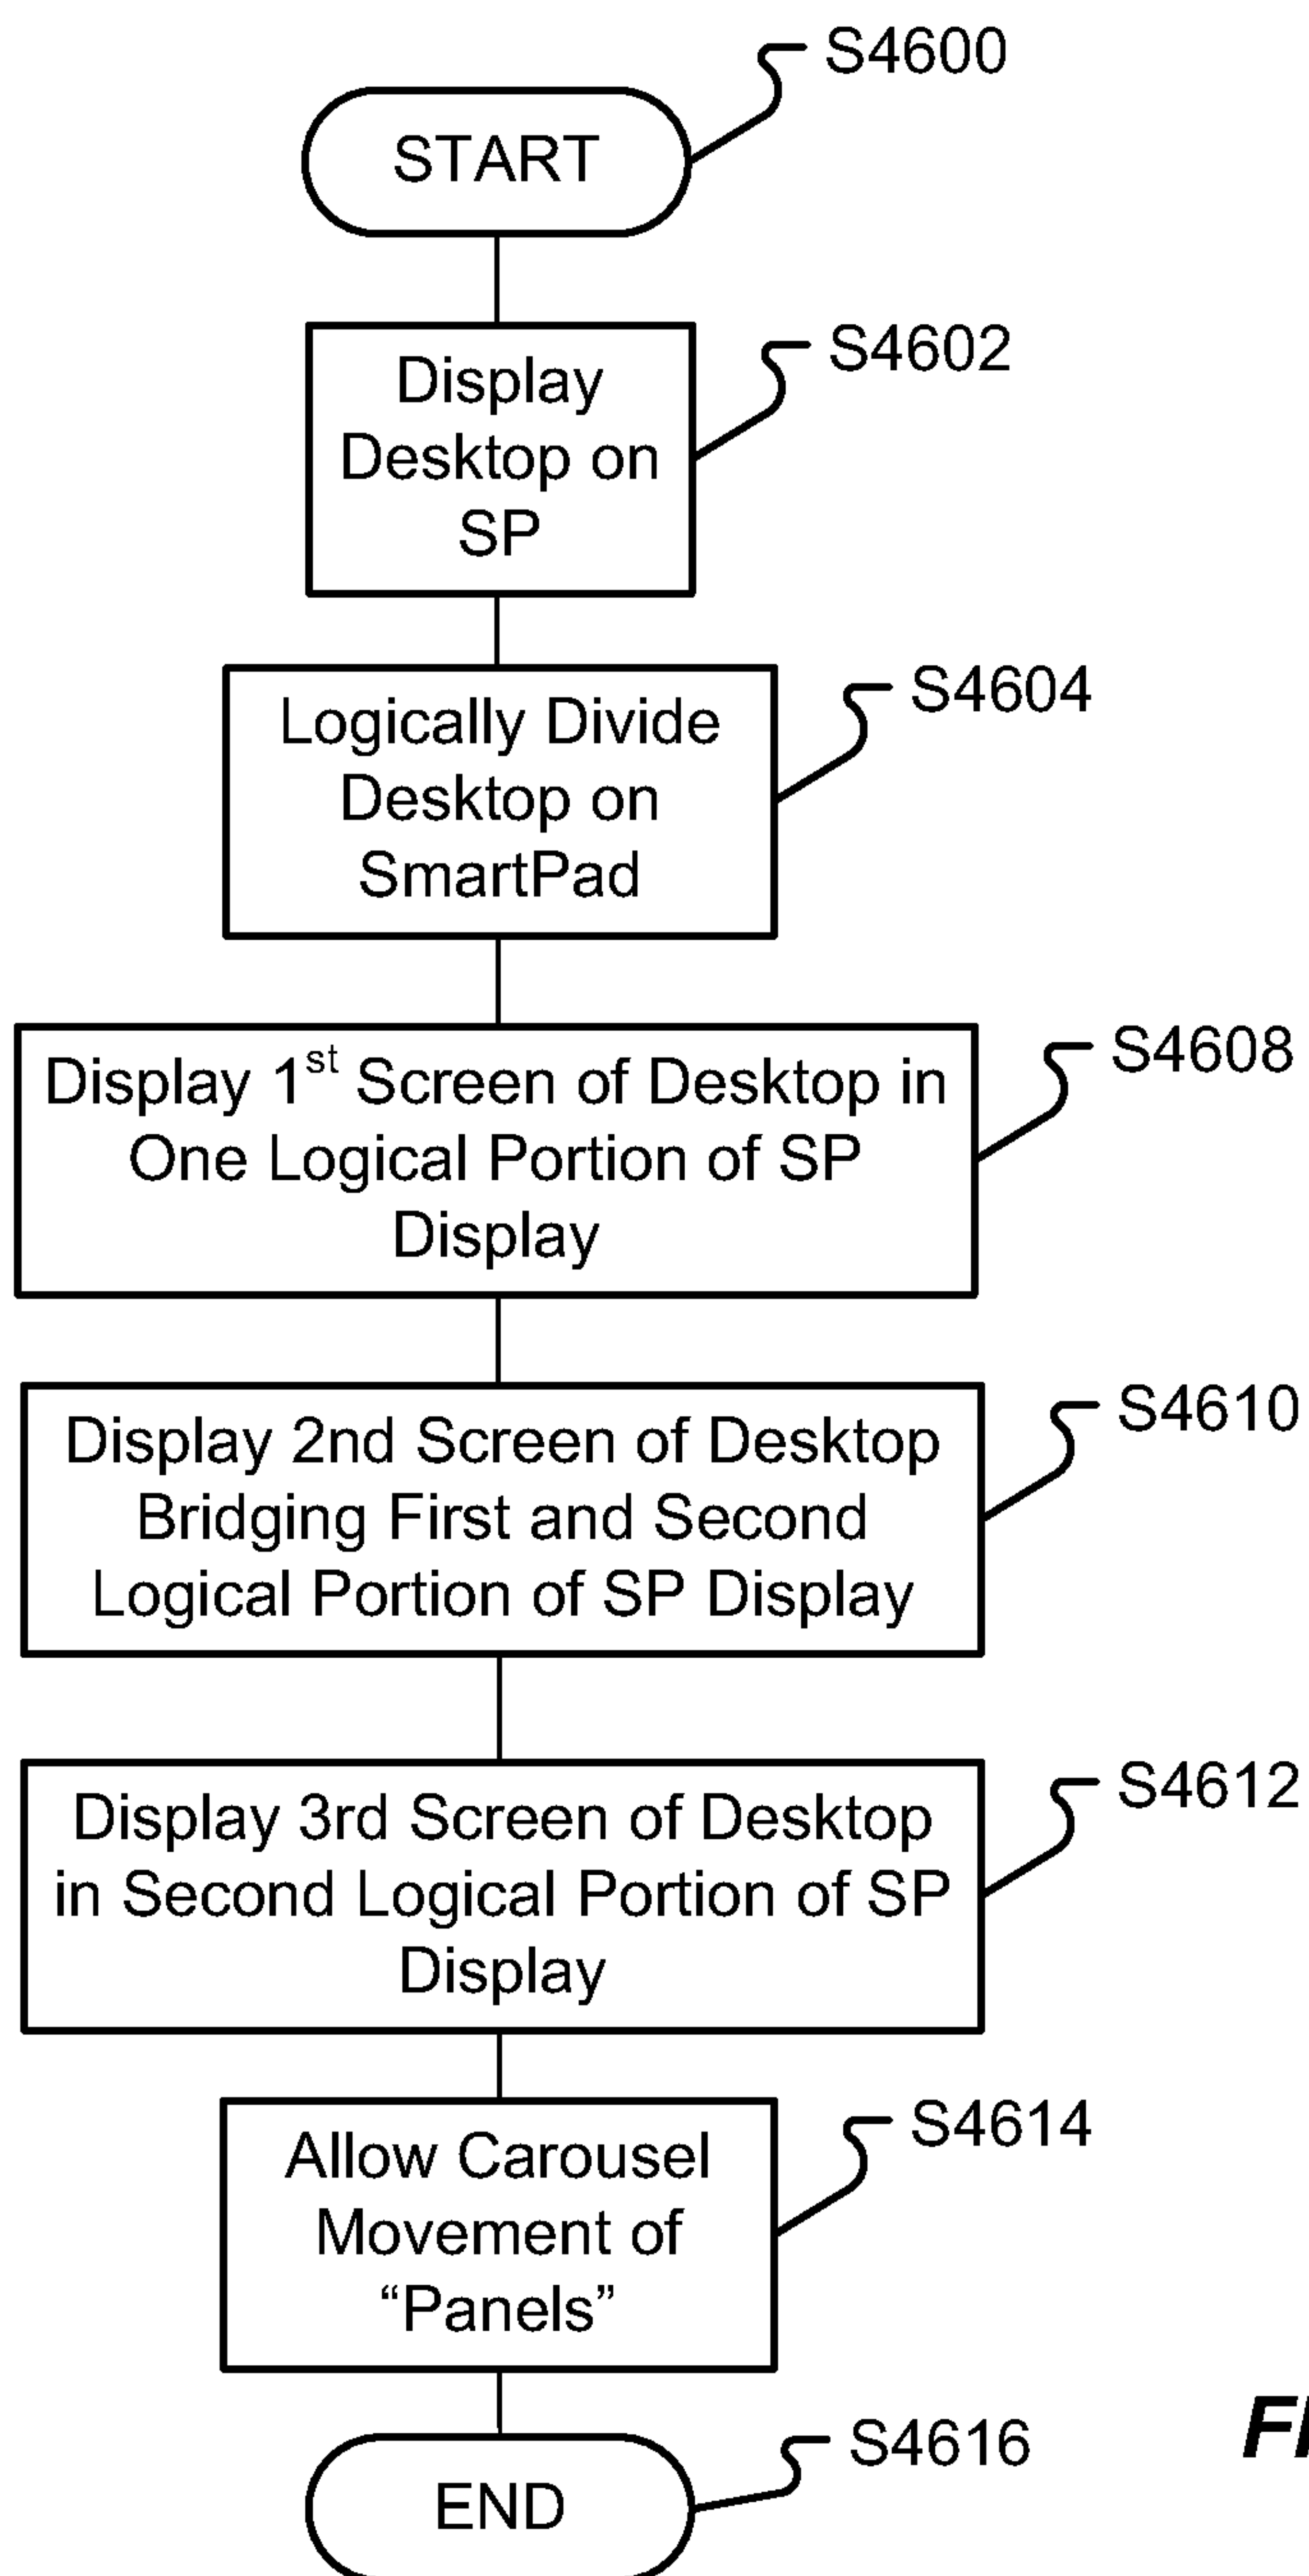 S4600
START
S4602
Display
Desktop on
SP
S4604
Logically Divide
Desktop on
SmartPad
S4608
Display 1st Screen of Desktop in
One Logical Portion of SP
Display
S4610
Display 2nd Screen of Desktop
Bridging First and Second
Logical Portion of SP Display
S4612
Display 3rd Screen of Desktop
in Second Logical Portion of SP
Display
S4614
Allow Carousel
Movement of
“Panels”
S4616
END